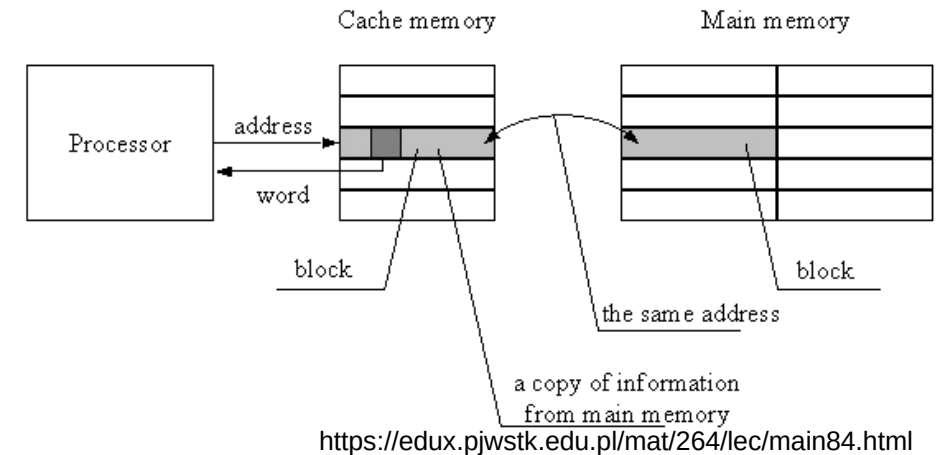 Cache memory
Main memory
Processor
address
word
block
block
the same address
a copy of information
from main memory
https://edux.pjwstk.edu.pl/mat/264/lec/main84.html